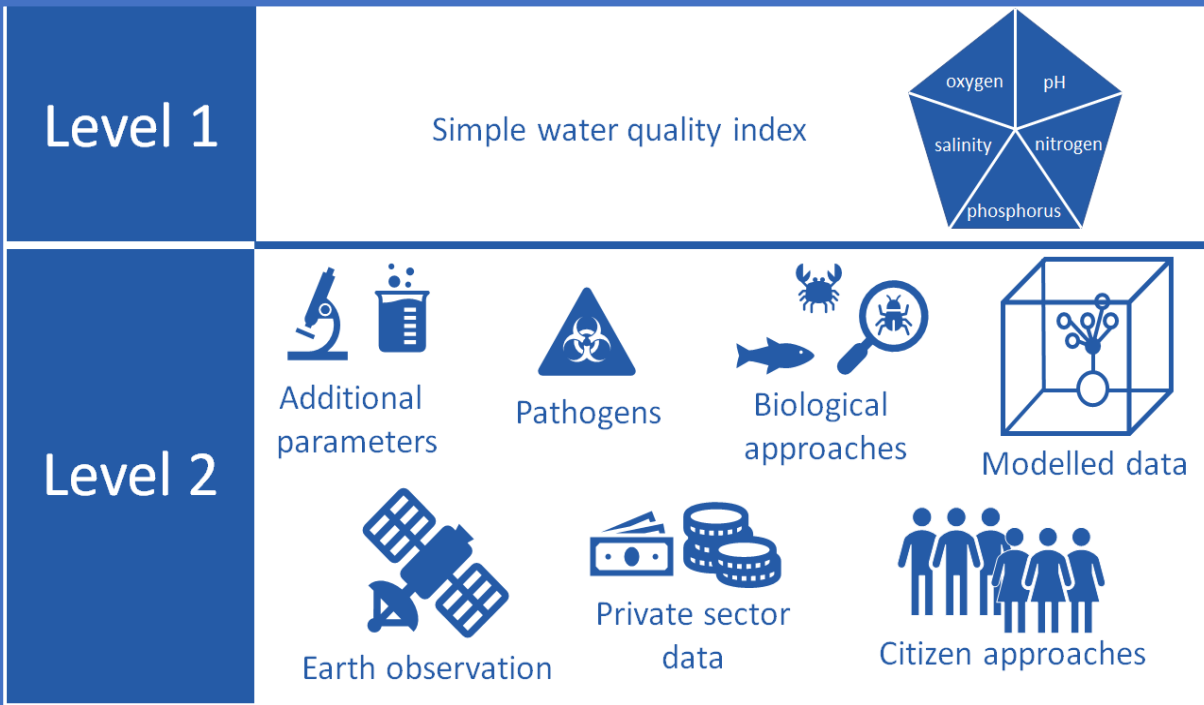 Level 1
Simple water quality index
oxygen
pH
salinity
nitrogen
phosphorus
Level 2
Additional
parameters
Pathogens
Biological
approaches
Modelled data
Earth observation
Private sector
data
Citizen approaches